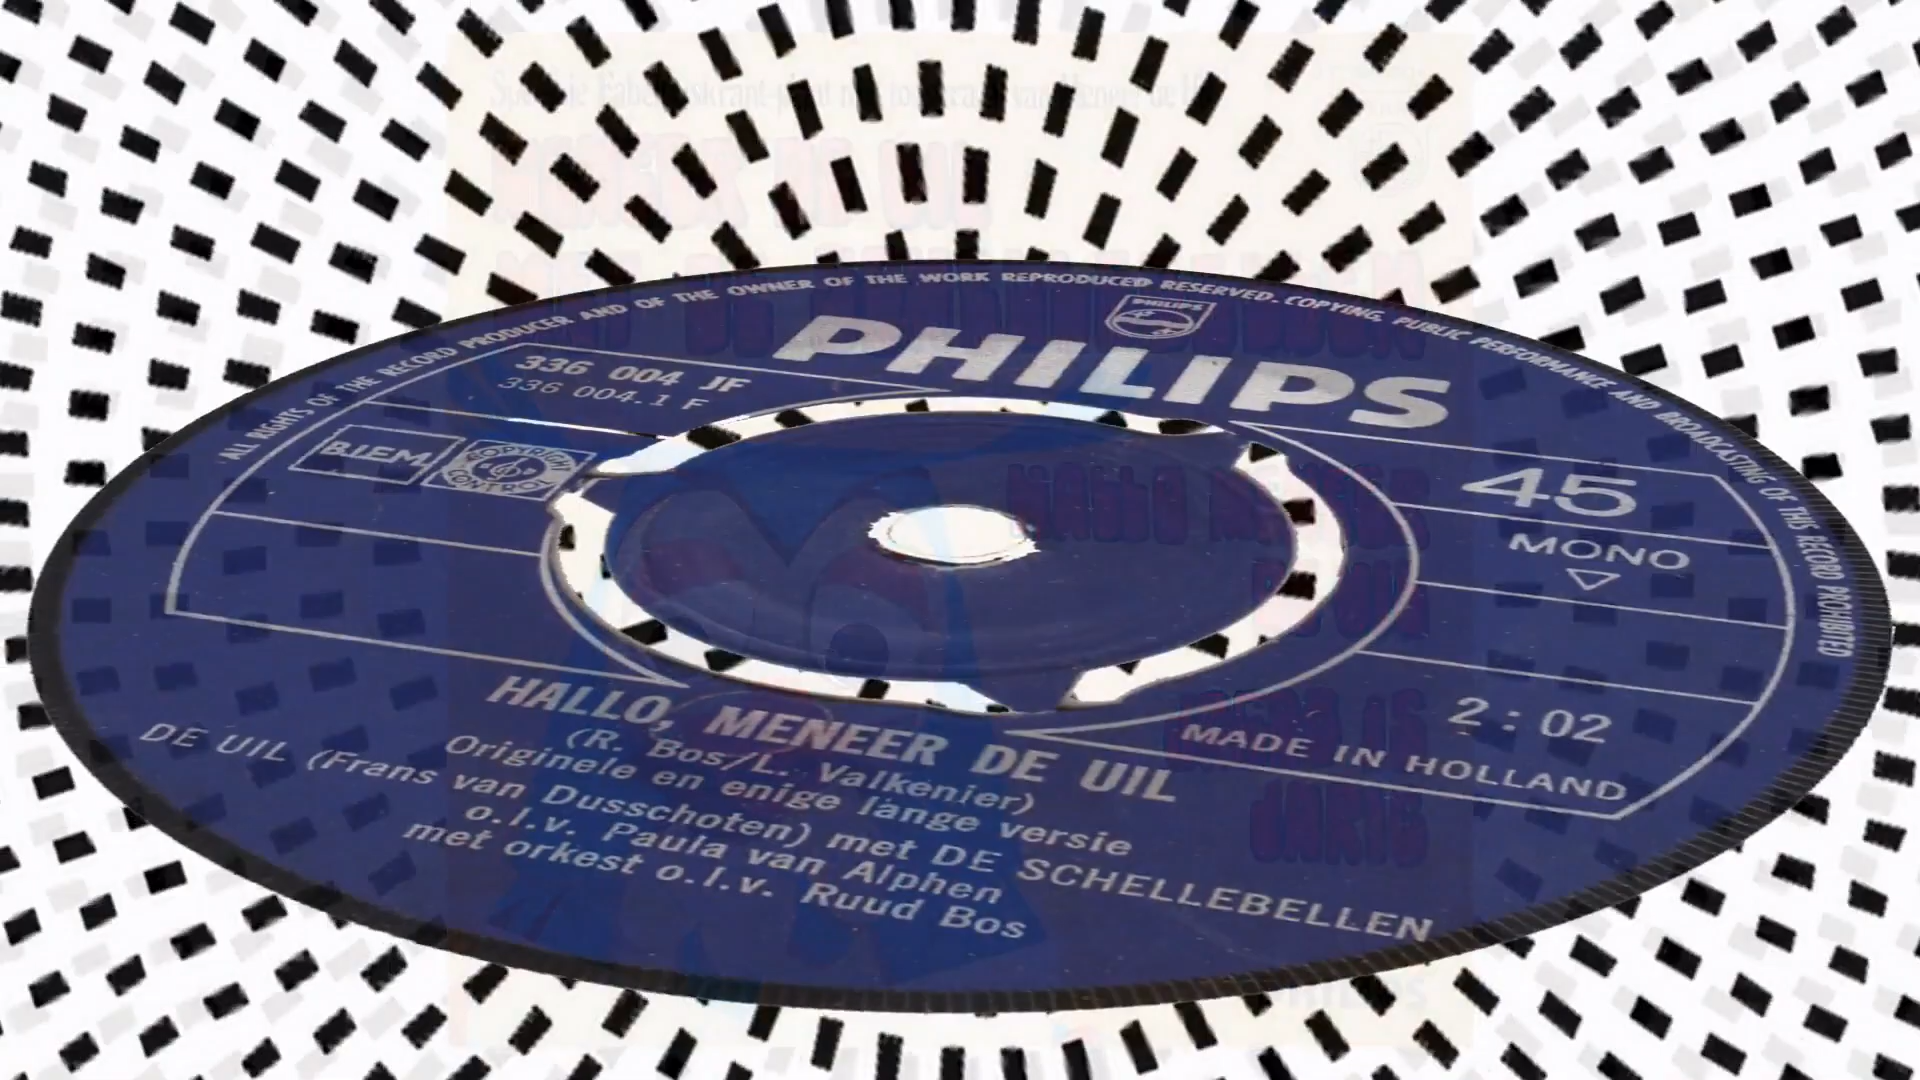 ALL RIGHTS OF THE RECORD PRODUCER AND OF THE OWNER OF THE WORK REPRODUCED RESERVED. COPYING, PUBLIC PERFORMANCE AND BROADCASTING OF THIS RECORD PROHIBITED
PHILIPS
PHILIPS
336 004 JF
336 004.1 F
BIEM
COPYRIGHT CONTROL
45
MONO
2 : 02
MADE IN HOLLAND
HALLO, MENEER DE UIL
(R. Bos/L. Valkenier)
Originele en enige lange versie
DE UIL (Frans van Dusschoten) met DE SCHELLEBELLEN
o.l.v. Paula van Alphen
met orkest o.l.v. Ruud Bos